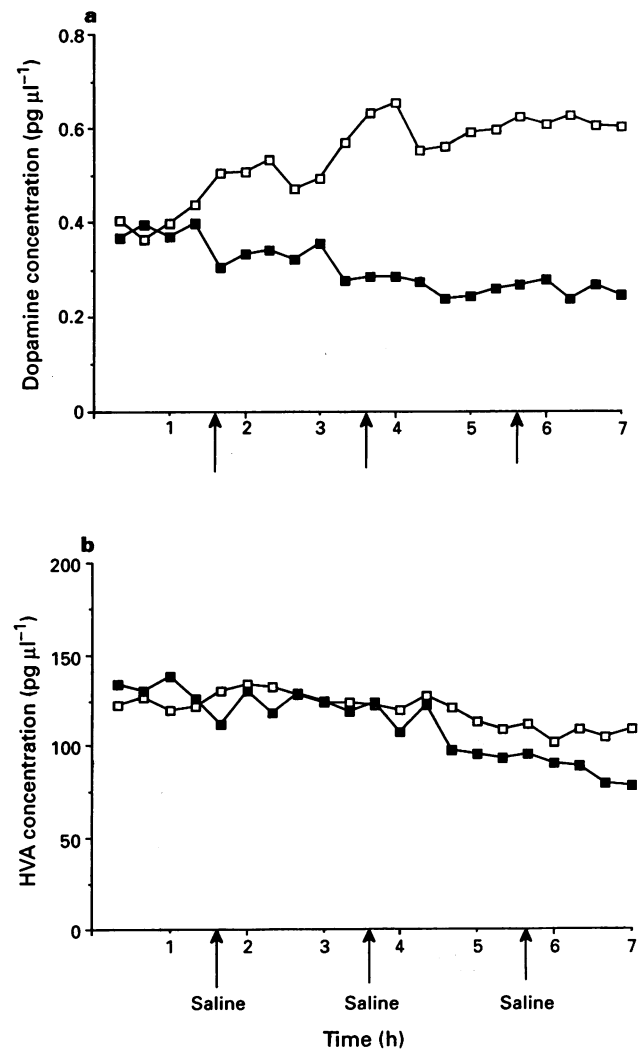 a
Dopamine concentration (pg μl⁻¹)
0.8
0.6
0.4
0.2
0
1 2 3 4 5 6 7
b
HVA concentration (pg μl⁻¹)
200
150
100
50
0
1 2 3 4 5 6 7
Saline Saline Saline
Time (h)